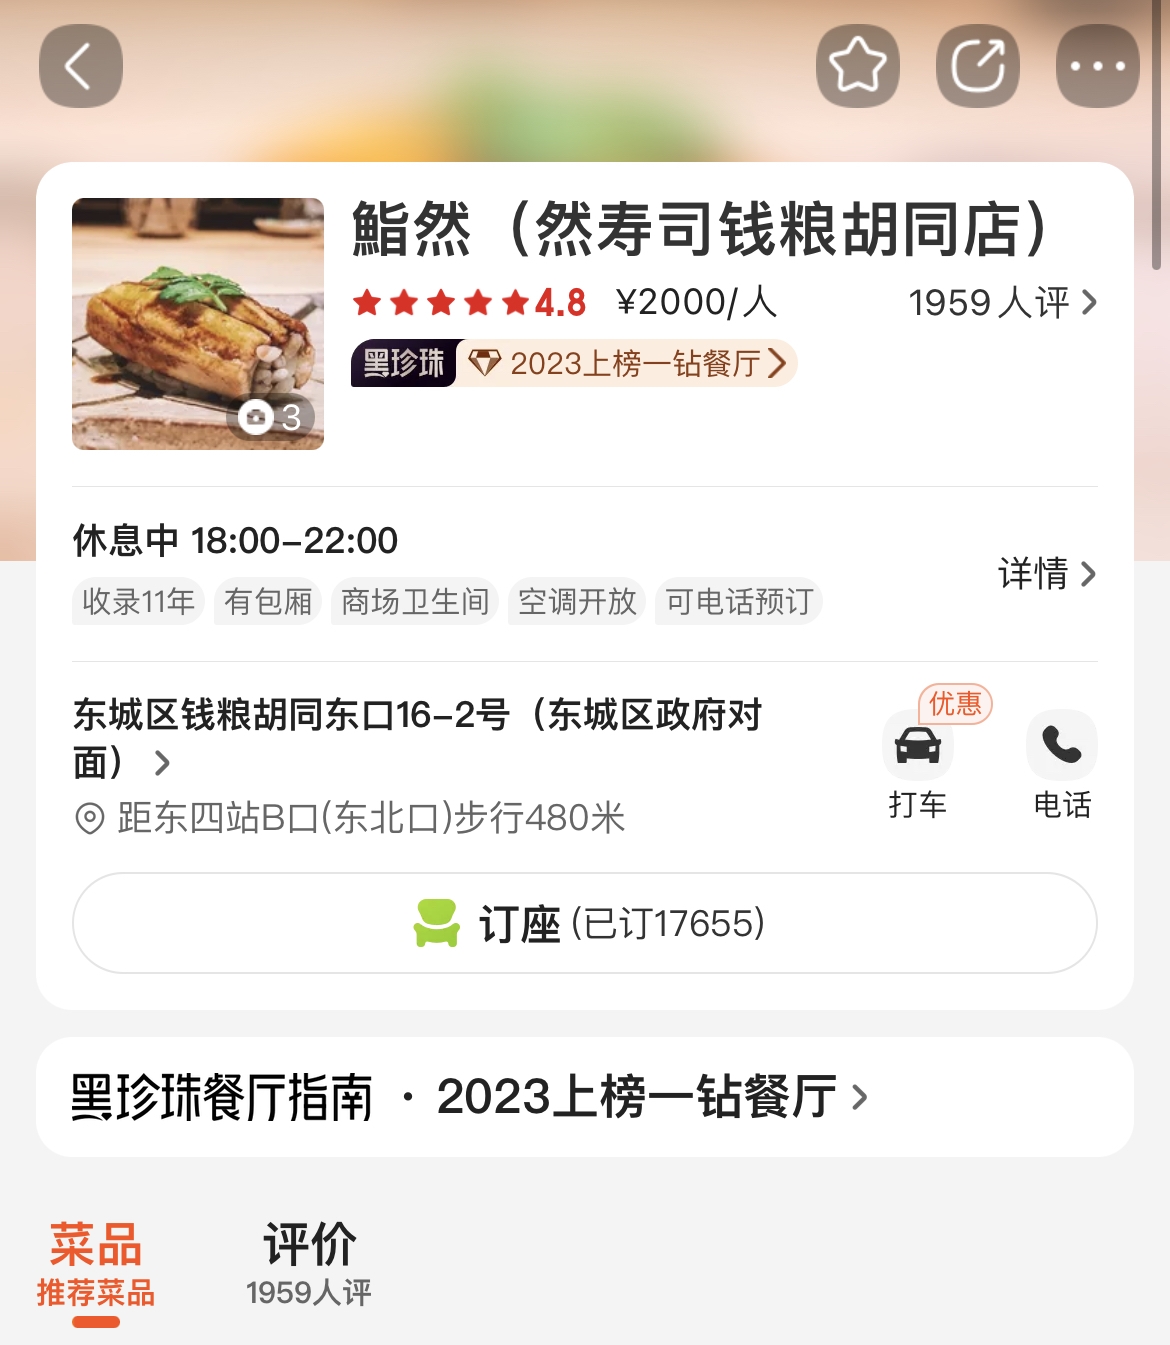 鮨然（然寿司钱粮胡同店）
4.8 ¥2000/人 1959人评
黑珍珠 2023上榜一钻餐厅
3
休息中 18:00-22:00
详情
收录11年 有包厢 商场卫生间 空调开放 可电话预订
东城区钱粮胡同东口16-2号（东城区政府对
面）
优惠
打车 电话
距东四站B口(东北口)步行480米
订座(已订17655)
黑珍珠餐厅指南 · 2023上榜一钻餐厅
菜品 评价
推荐菜品 1959人评